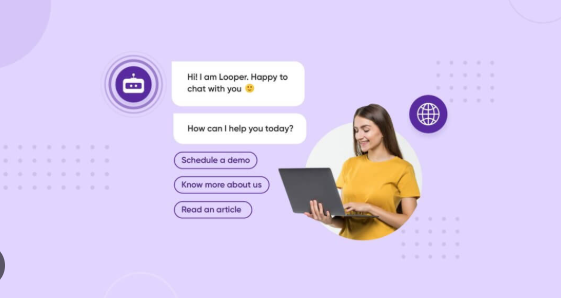 Hi! I am Looper. Happy to
chat with you 🙂
How can I help you today?
Schedule a demo
Know more about us
Read an article